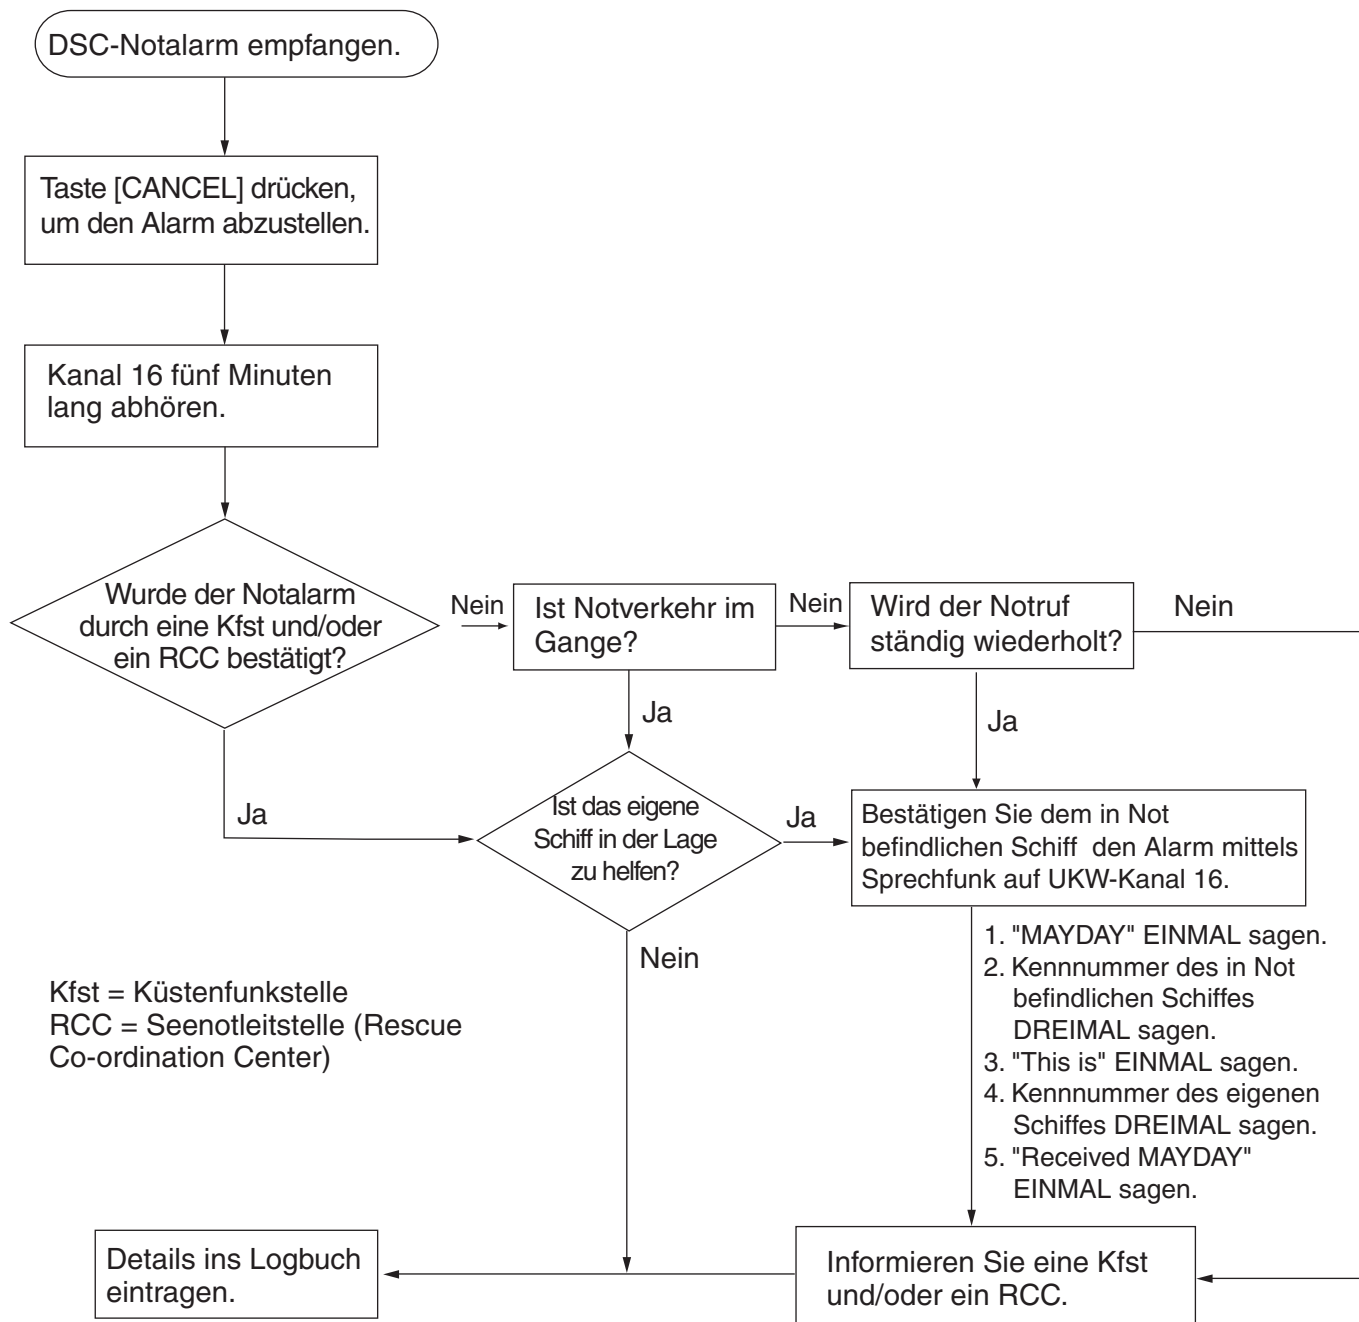 DSC-Notalarm empfangen.
Taste [CANCEL] drücken,
um den Alarm abzustellen.
Kanal 16 fünf Minuten
lang abhören.
Wurde der Notalarm
durch eine Kfst und/oder
ein RCC bestätigt?
Nein
Ist Notverkehr im
Gange?
Nein
Wird der Notruf
ständig wiederholt?
Nein
Ja
Ja
Ja
Ist das eigene
Schiff in der Lage
zu helfen?
Ja
Bestätigen Sie dem in Not
befindlichen Schiff den Alarm mittels
Sprechfunk auf UKW-Kanal 16.
Nein
1. "MAYDAY" EINMAL sagen.
2. Kennnummer des in Not
befindlichen Schiffes
DREIMAL sagen.
3. "This is" EINMAL sagen.
4. Kennnummer des eigenen
Schiffes DREIMAL sagen.
5. "Received MAYDAY"
EINMAL sagen.
Kfst = Küstenfunkstelle
RCC = Seenotleitstelle (Rescue
Co-ordination Center)
Details ins Logbuch
eintragen.
Informieren Sie eine Kfst
und/oder ein RCC.